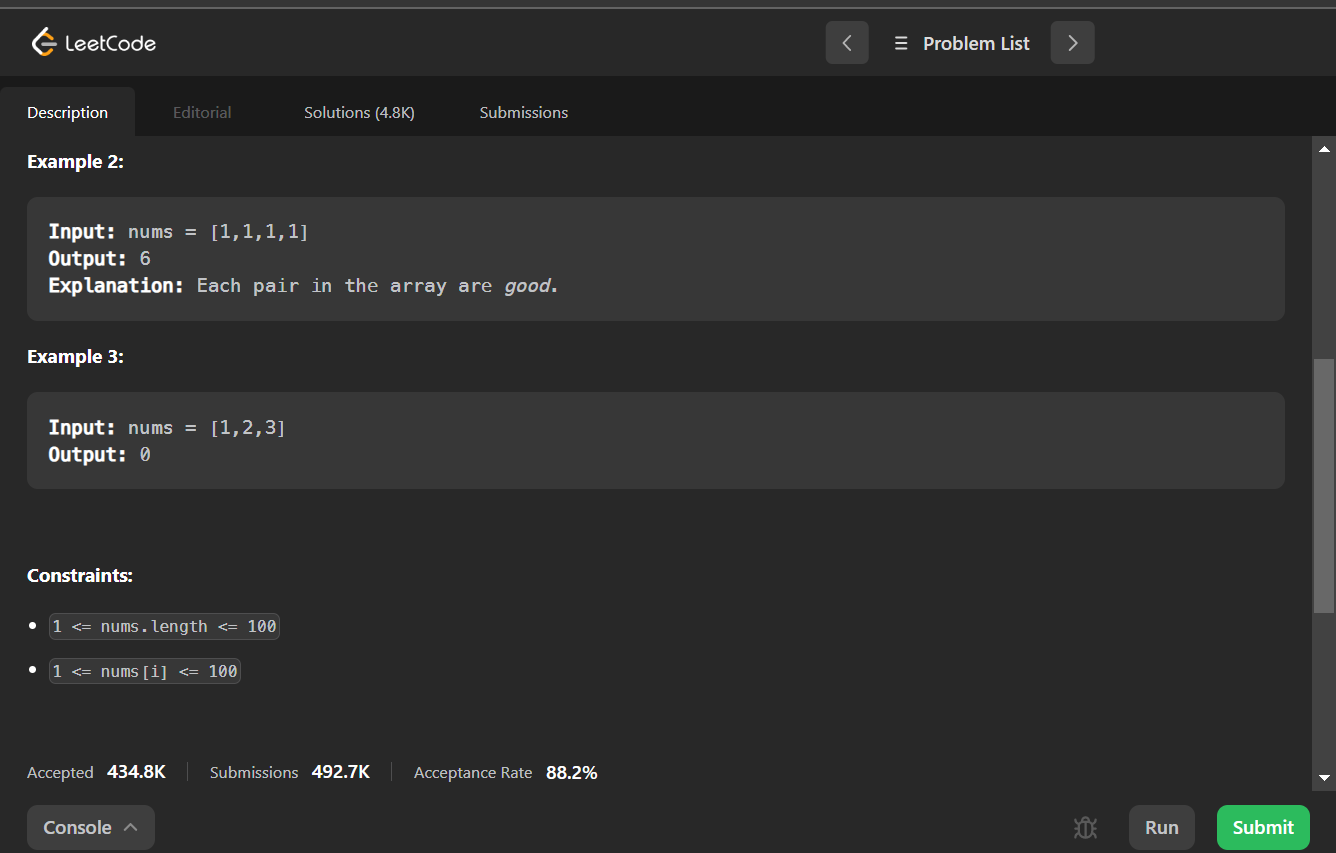 LeetCode
Problem List
Description Editorial Solutions (4.8K) Submissions
Example 2:
Input: nums = [1,1,1,1]
Output: 6
Explanation: Each pair in the array are good.
Example 3:
Input: nums = [1,2,3]
Output: 0
Constraints:
1 <= nums.length <= 100
1 <= nums[i] <= 100
Accepted 434.8K Submissions 492.7K Acceptance Rate 88.2%
Console Run Submit